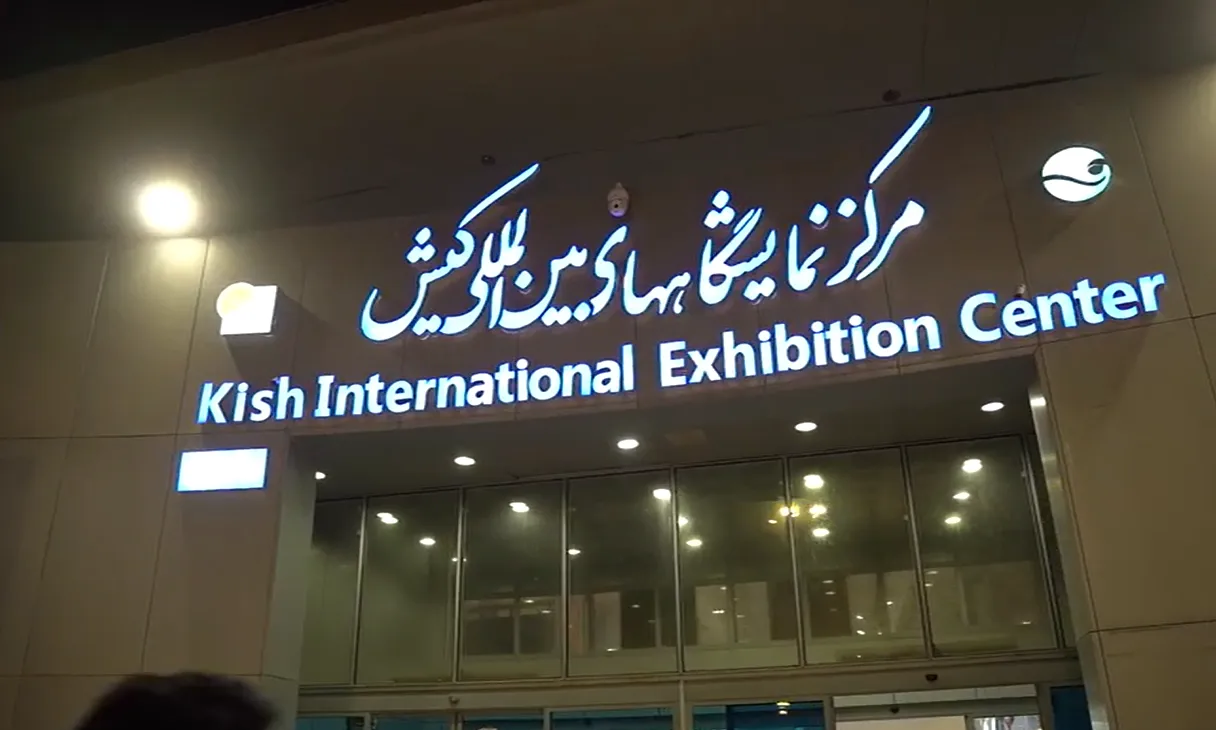 مرکز نمایشگاههای بین المللی کیش
Kish International Exhibition Center